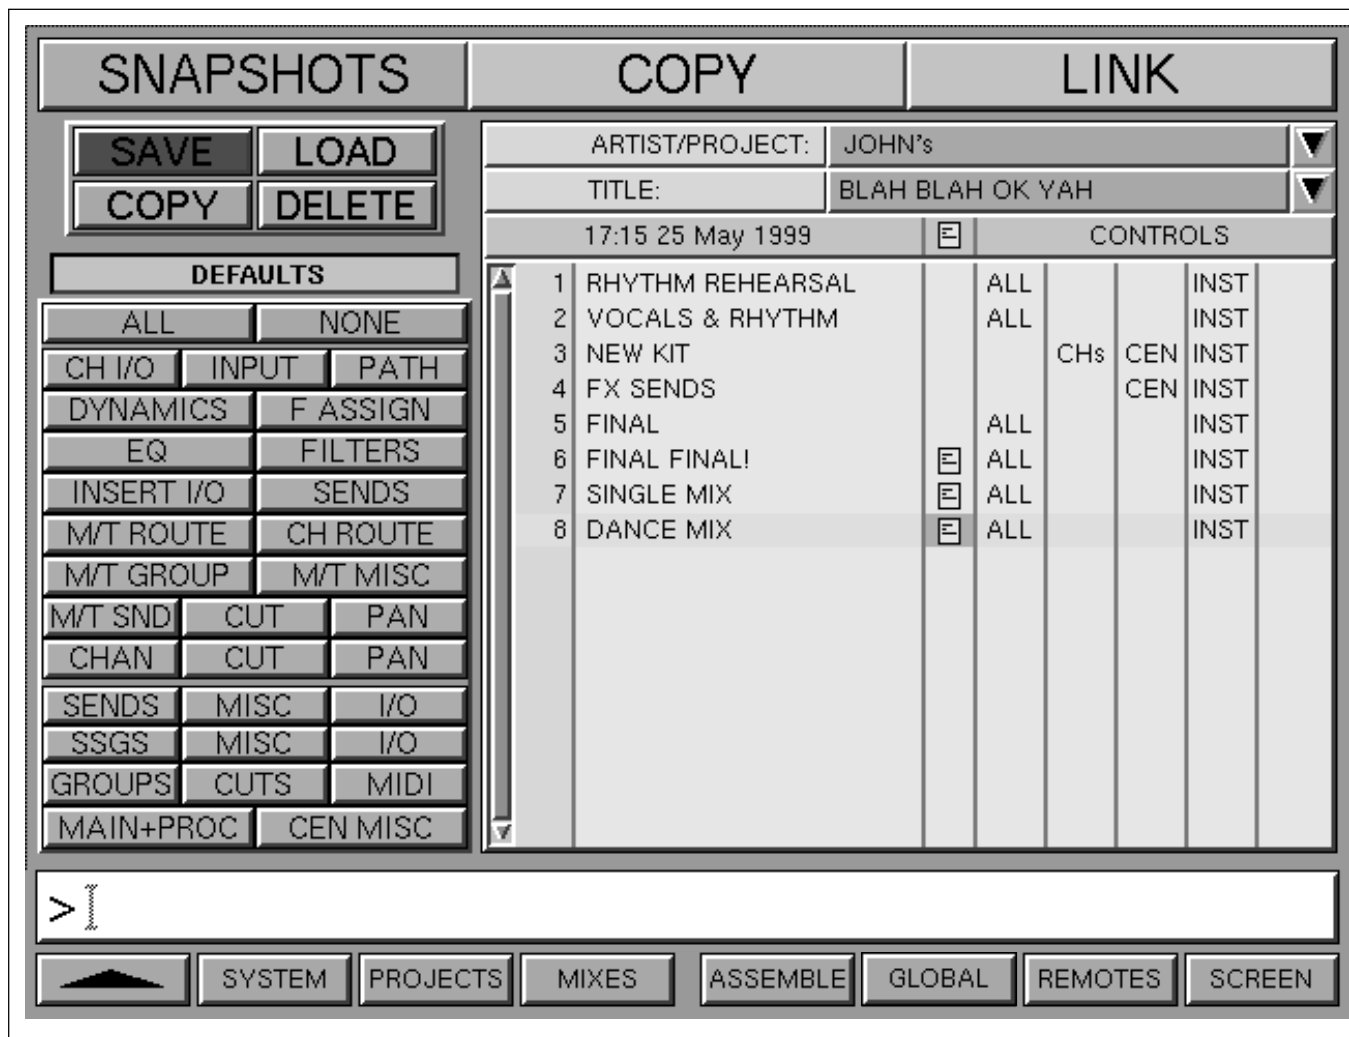 SNAPSHOTS COPY LINK
SAVE LOAD
COPY DELETE
DEFAULTS
ALL NONE
CH I/O INPUT PATH
DYNAMICS F ASSIGN
EQ FILTERS
INSERT I/O SENDS
M/T ROUTE CH ROUTE
M/T GROUP M/T MISC
M/T SND CUT PAN
CHAN CUT PAN
SENDS MISC I/O
SSGS MISC I/O
GROUPS CUTS MIDI
MAIN+PROC CEN MISC
ARTIST/PROJECT: JOHN's
TITLE: BLAH BLAH OK YAH
17:15 25 May 1999 CONTROLS
1 RHYTHM REHEARSAL ALL INST
2 VOCALS & RHYTHM ALL INST
3 NEW KIT CHs CEN INST
4 FX SENDS CEN INST
5 FINAL ALL INST
6 FINAL FINAL! ALL INST
7 SINGLE MIX ALL INST
8 DANCE MIX ALL INST
>
SYSTEM PROJECTS MIXES ASSEMBLE GLOBAL REMOTES SCREEN